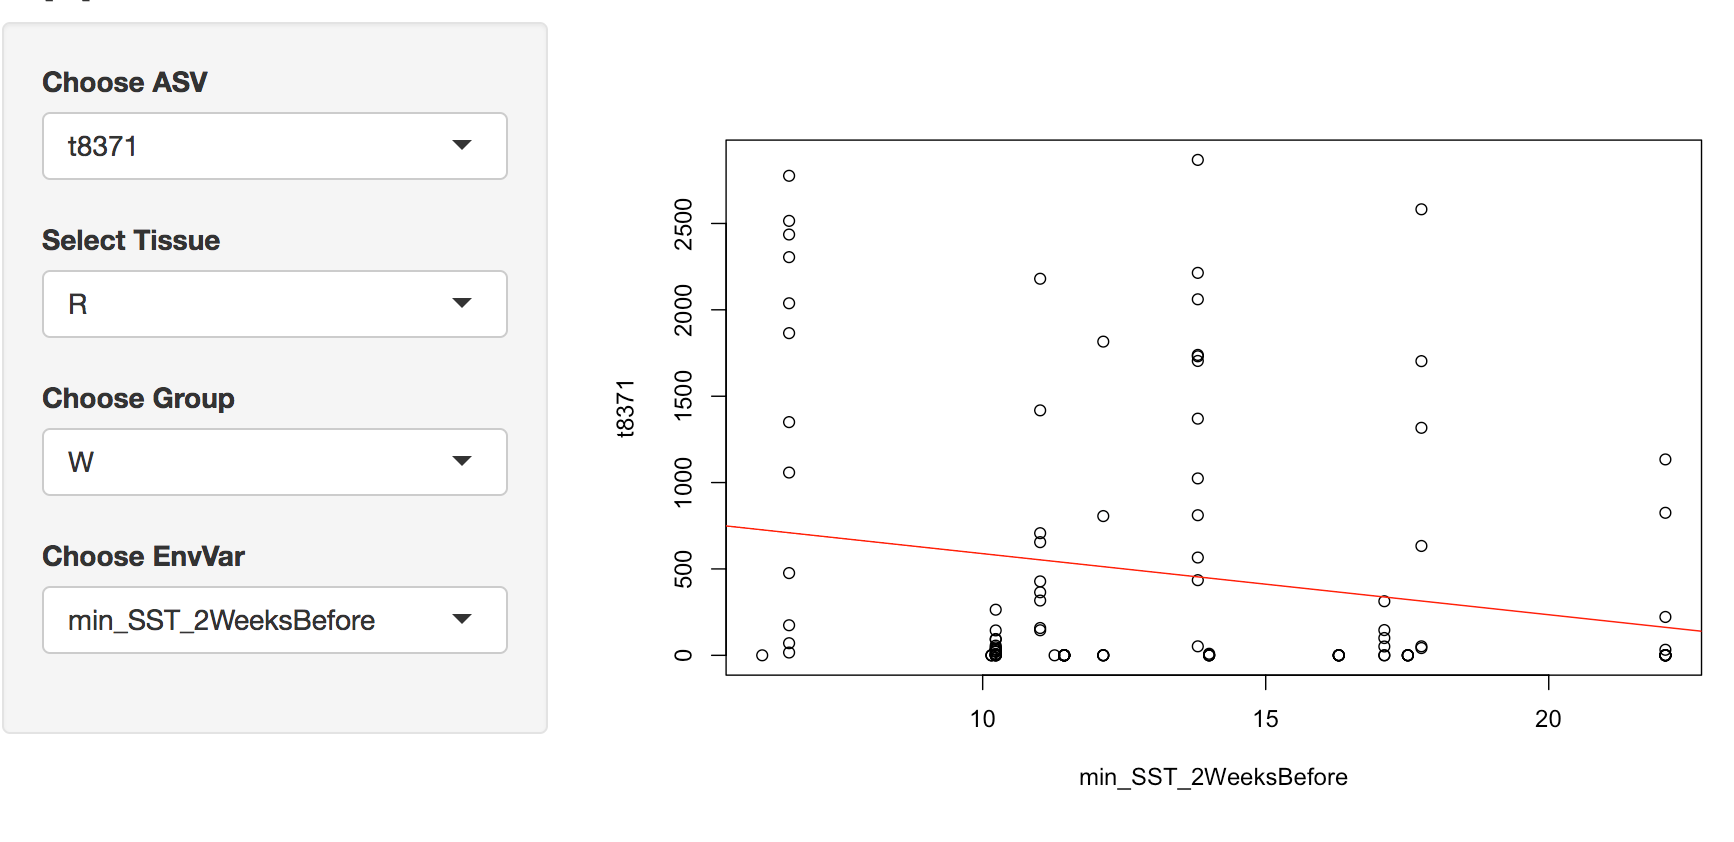 Choose ASV
t8371
Select Tissue
R
Choose Group
W
Choose EnvVar
min_SST_2WeeksBefore
t8371
2500
2000
1500
1000
500
0
10 15 20
min_SST_2WeeksBefore